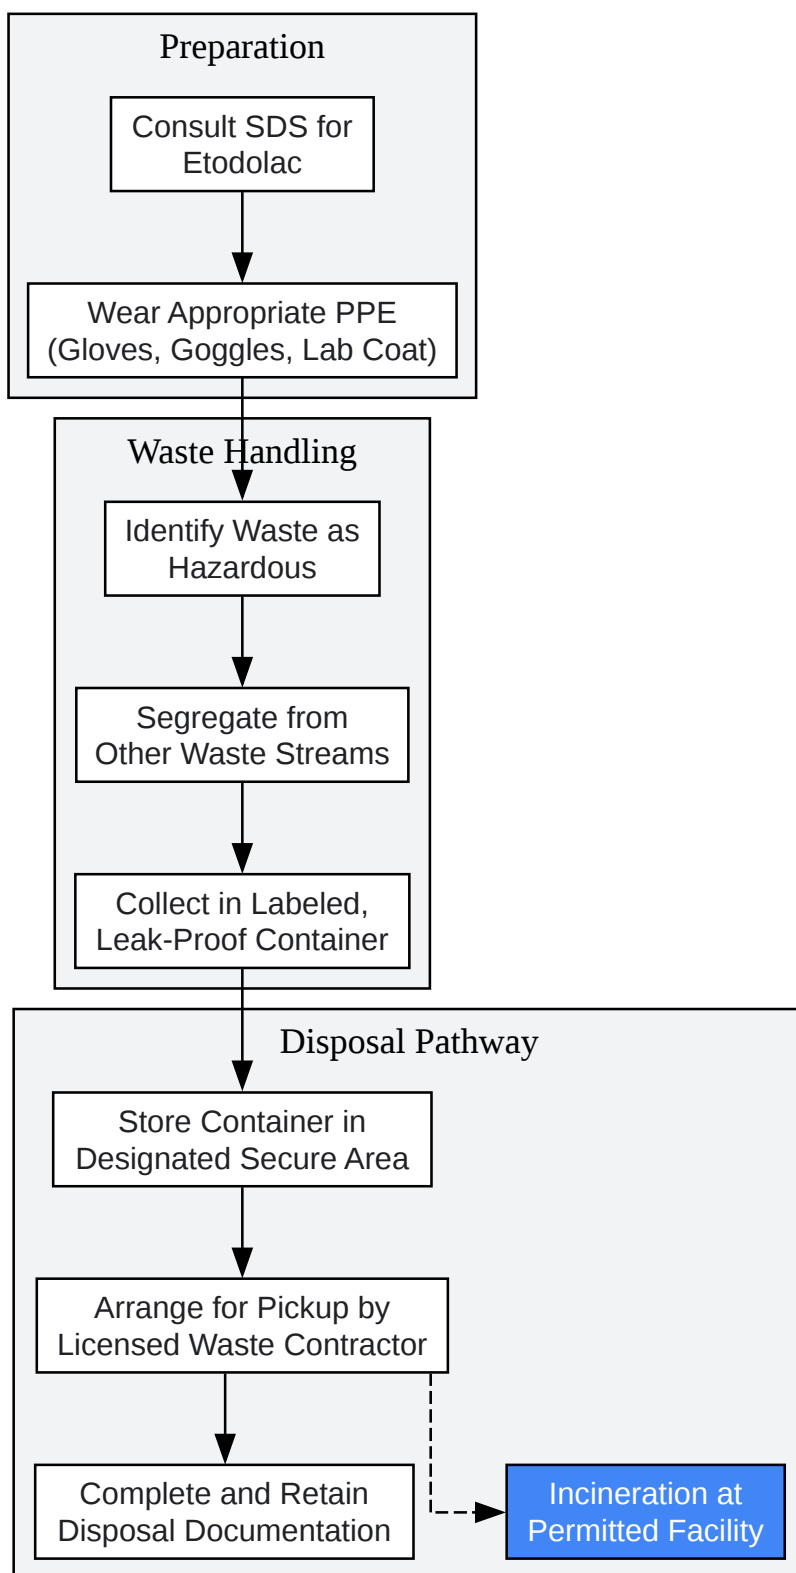 Preparation
Consult SDS for
Etodolac
Wear Appropriate PPE
(Gloves, Goggles, Lab Coat)
Waste Handling
Identify Waste as
Hazardous
Segregate from
Other Waste Streams
Collect in Labeled,
Leak-Proof Container
Disposal Pathway
Store Container in
Designated Secure Area
Arrange for Pickup by
Licensed Waste Contractor
Complete and Retain
Disposal Documentation
Incineration at
Permitted Facility